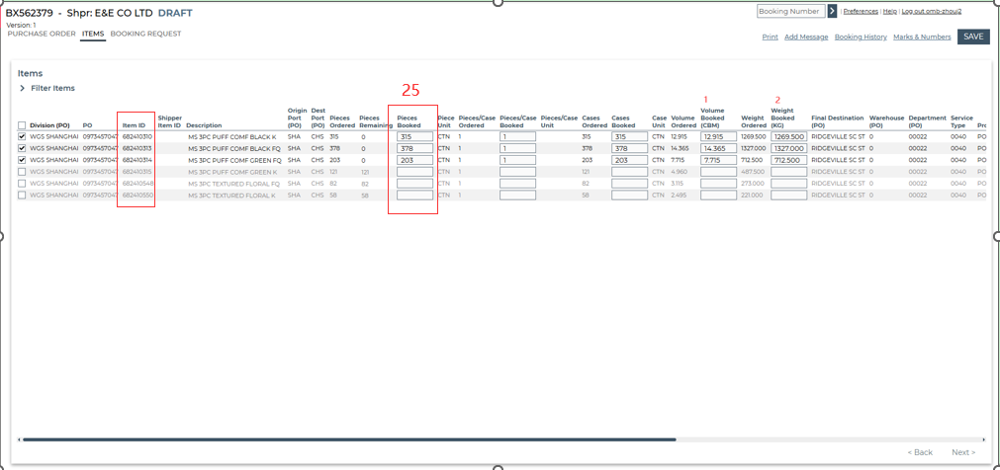 BX562379 - Shpr: E&E CO LTD DRAFT
Booking Number > | Preferences | Help | Log out omb-zhouj2
Version: 1
PURCHASE ORDER ITEMS BOOKING REQUEST
Print Add Message Booking History Marks & Numbers SAVE
Items
> Filter Items
25
1 2
Division (PO) PO Item ID Shipper Item ID Description Origin Port (PO) Dest Port (PO) Pieces Ordered Pieces Remaining Pieces Booked Piece Unit Pieces/Case Ordered Pieces/Case Booked Pieces/Case Unit Cases Ordered Cases Booked Case Unit Volume Ordered Volume Booked (CBM) Weight Ordered Weight Booked (KG) Final Destination (PO) Warehouse (PO) Department (PO) Service Type Pro
WGS SHANGHAI 0973457047 682410310 MS 3PC PUFF COMF BLACK K SHA CHS 315 0 315 CTN 1 1 315 315 CTN 12.915 12.915 1269.500 1269.500 RIDGEVILLE SC ST 0 00022 0040 PO
WGS SHANGHAI 0973457047 682410313 MS 3PC PUFF COMF BLACK FQ SHA CHS 378 0 378 CTN 1 1 378 378 CTN 14.365 14.365 1327.000 1327.000 RIDGEVILLE SC ST 0 00022 0040 PO
WGS SHANGHAI 0973457047 682410314 MS 3PC PUFF COMF GREEN FQ SHA CHS 203 0 203 CTN 1 1 203 203 CTN 7.715 7.715 712.500 712.500 RIDGEVILLE SC ST 0 00022 0040 PO
WGS SHANGHAI 0973457047 682410315 MS 3PC PUFF COMF GREEN K SHA CHS 121 121 CTN 1 121 CTN 4.960 487.500 RIDGEVILLE SC ST 0 00022 0040 PO
WGS SHANGHAI 0973457047 682410548 MS 3PC TEXTURED FLORAL FQ SHA CHS 82 82 CTN 1 82 CTN 3.115 273.000 RIDGEVILLE SC ST 0 00022 0040 PO
WGS SHANGHAI 0973457047 682410550 MS 3PC TEXTURED FLORAL K SHA CHS 58 58 CTN 1 58 CTN 2.495 221.000 RIDGEVILLE SC ST 0 00022 0040 PO
< Back Next >